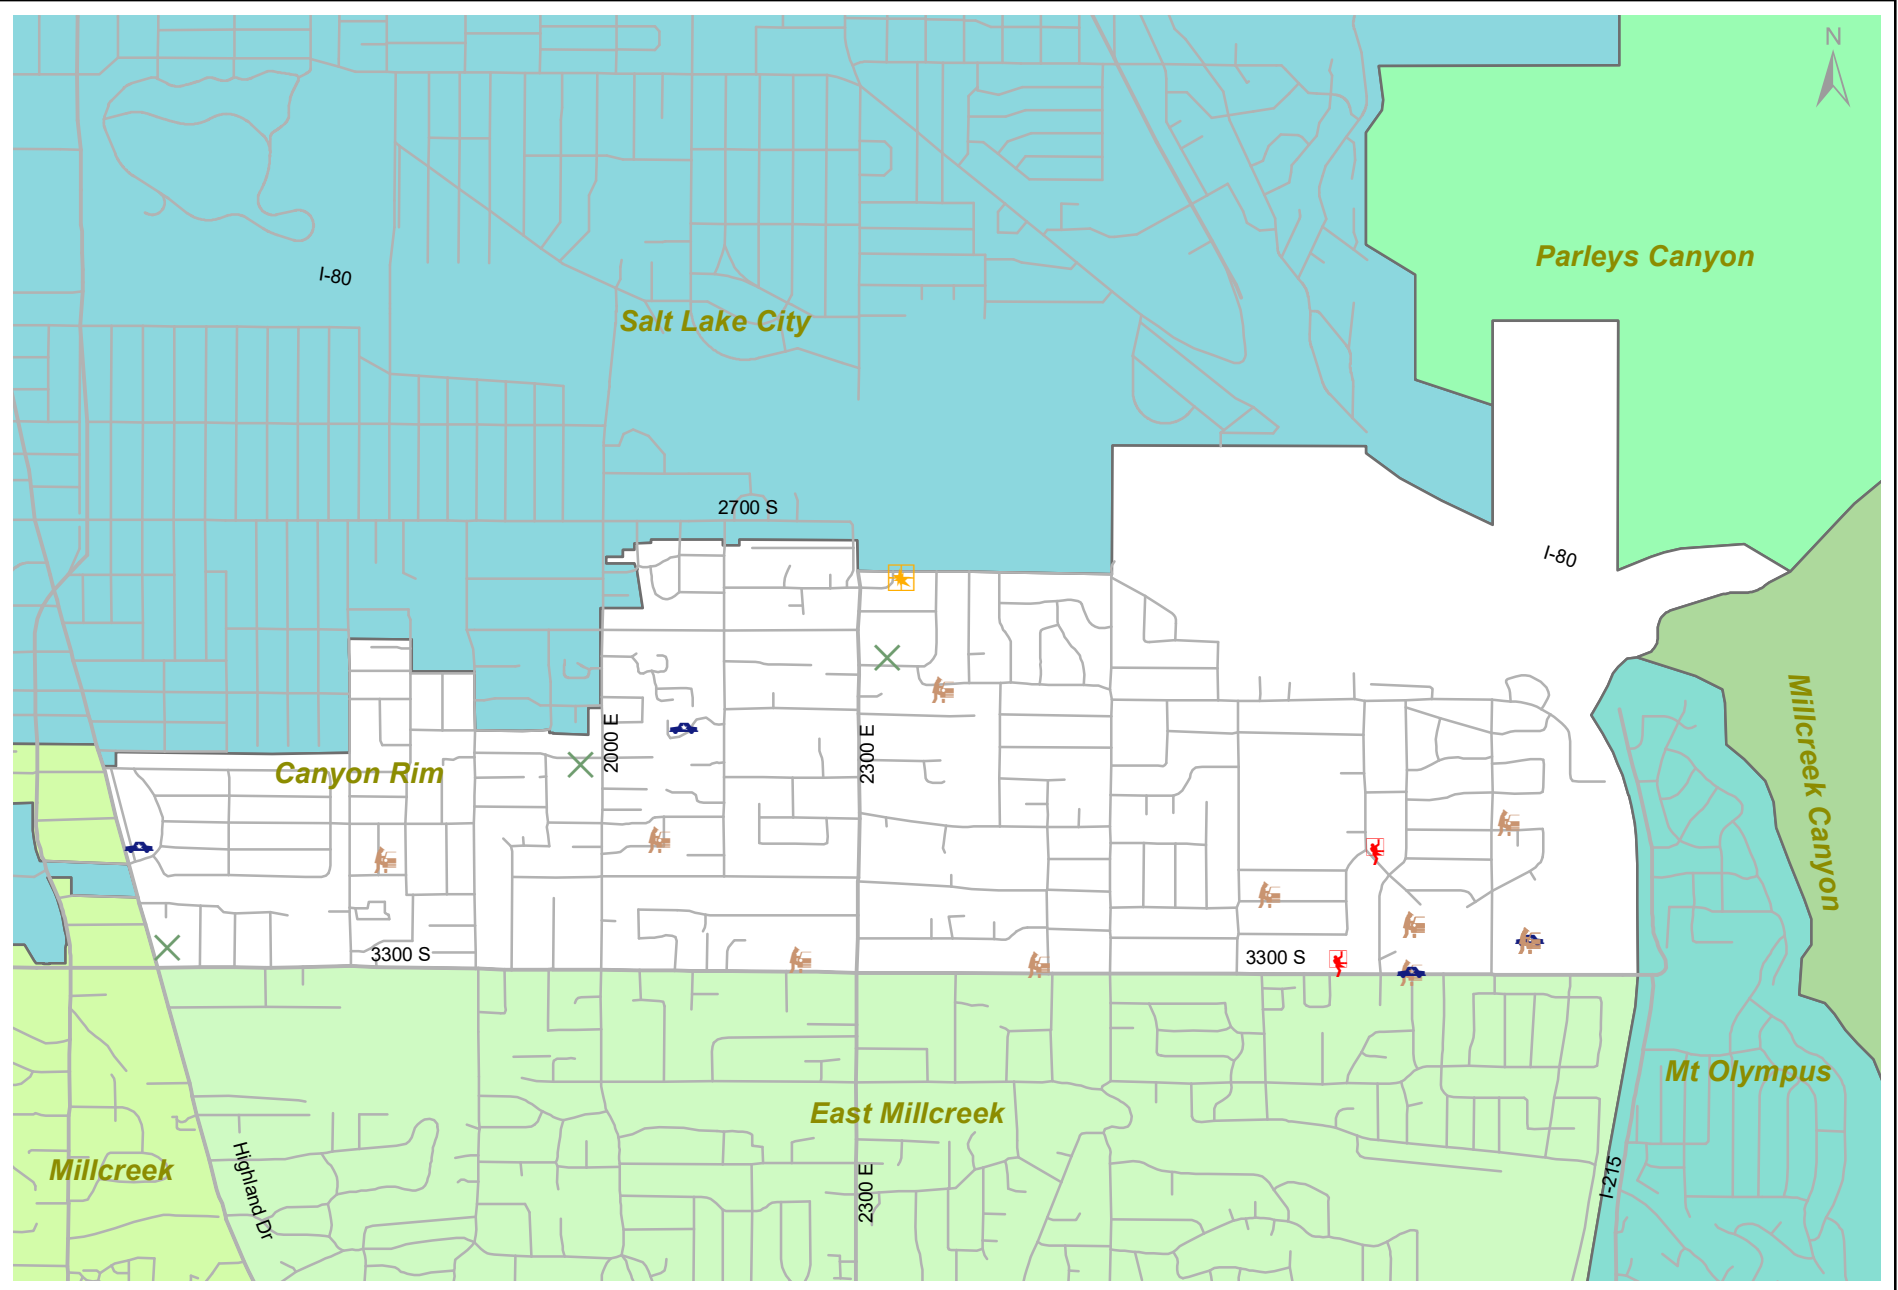 N
Parleys Canyon
I-80
Salt Lake City
2700 S
I-80
Millcreek Canyon
2000 E
2300 E
Canyon Rim
3300 S
3300 S
Mt Olympus
East Millcreek
Millcreek
Highland Dr
2300 E
I-215